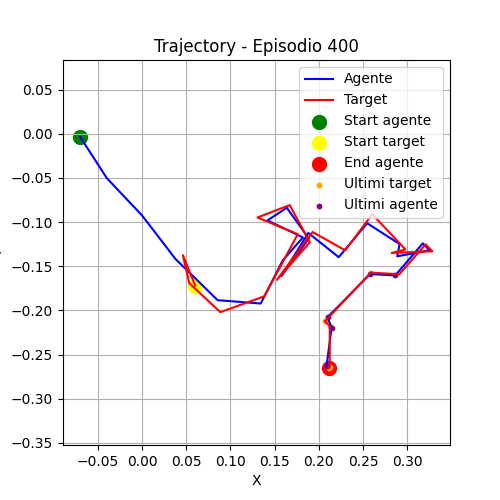 Trajectory - Episodio 400
Agente
Target
Start agente
Start target
End agente
Ultimi target
Ultimi agente
0.05
0.00
−0.05
−0.10
−0.15
−0.20
−0.25
−0.30
−0.35
−0.05 0.00 0.05 0.10 0.15 0.20 0.25 0.30
X